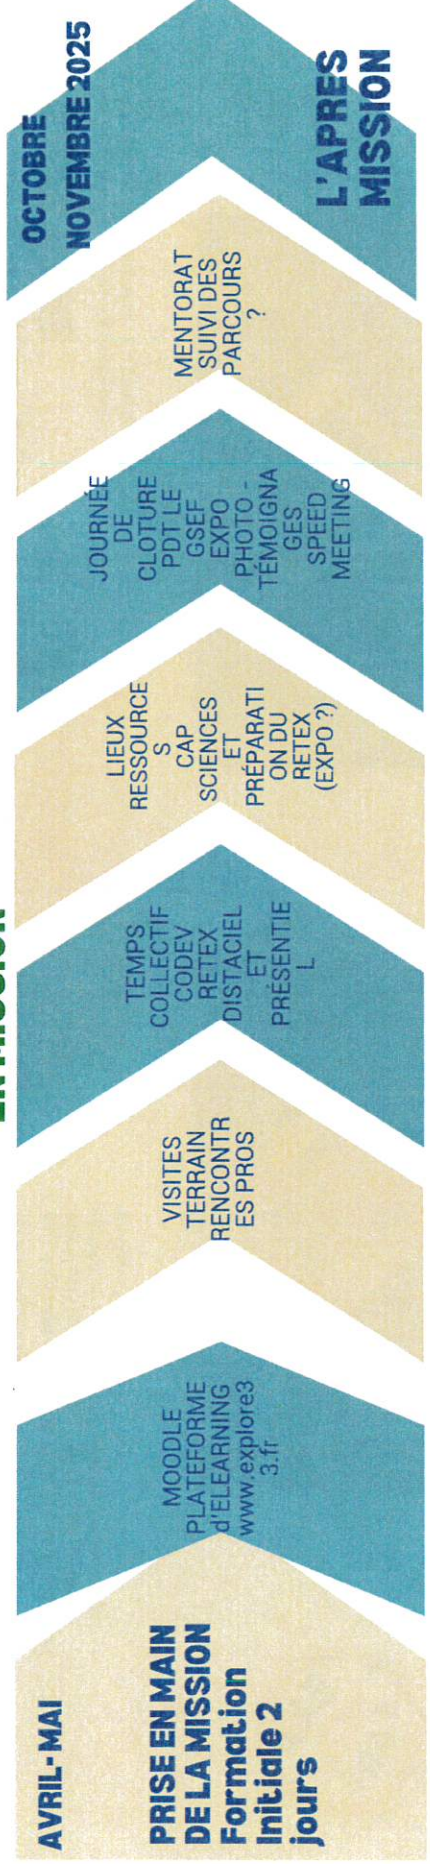 EN MISSION
AVRIL- MAI
PRISE EN MAIN
DE LA MISSION
Formation
Initiale 2
jours
MOODLE
PLATEFORME
d'ELEARNING
www.explore3
3.fr
VISITES
TERRAIN
RENCONTR
ES PROS
TEMPS
COLLECTIF
CODEV
RETEX
DISTACIEL
ET
PRÉSENTIE
L
LIEUX
RESSOURCE
S
CAP
SCIENCES
ET
PRÉPARATI
ON DU
RETEX
(EXPO ?)
JOURNÉE
DE
CLOTURE
PDT LE
GSEF
EXPO
PHOTO -
TÉMOIGNA
GES
SPEED
MEETING
MENTORAT
SUIVI DES
PARCOURS
?
OCTOBRE
NOVEMBRE 2025
L'APRES
MISSION